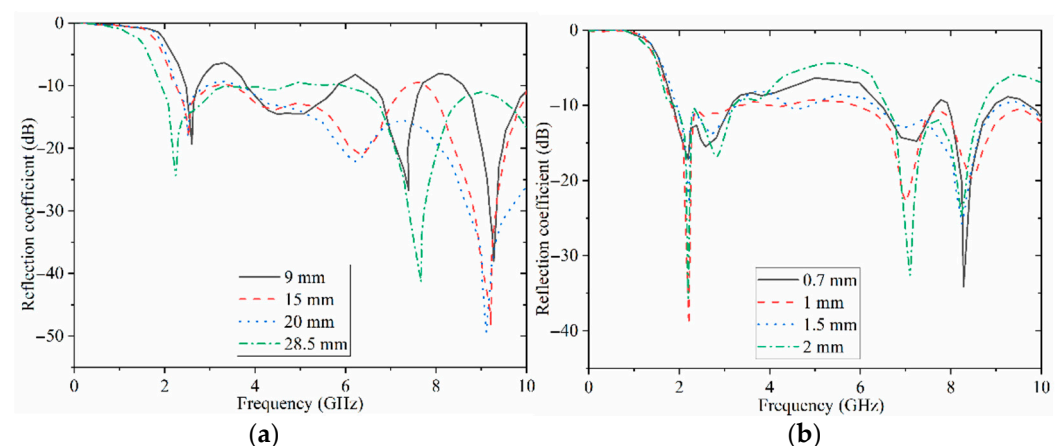 0
−10
−20
−30
−40
−50
Reflection coefficient (dB)
9 mm
15 mm
20 mm
28.5 mm
0 2 4 6 8 10
Frequency (GHz)
(a)
0
−10
−20
−30
−40
Reflection coefficient (dB)
0.7 mm
1 mm
1.5 mm
2 mm
0 2 4 6 8 10
Frequency (GHz)
(b)